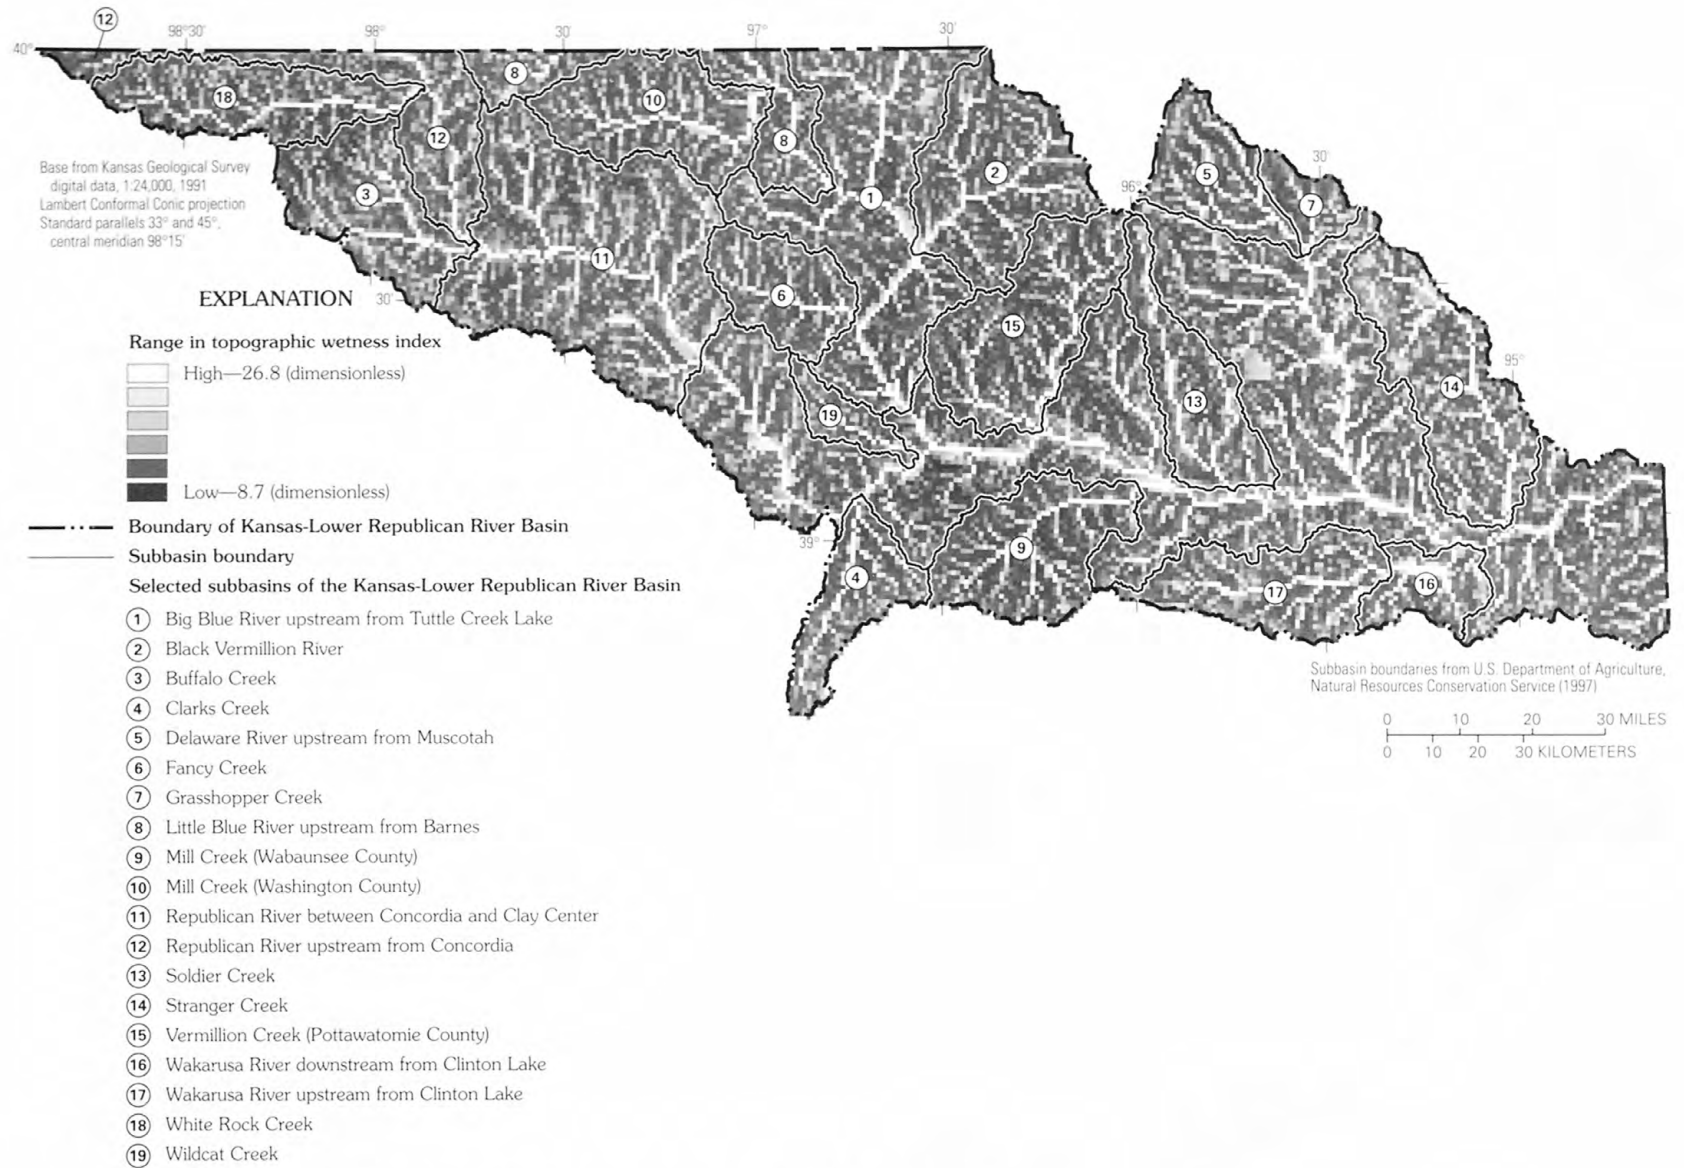 12
98°30'
98°
30'
97°
30'
40°
8
18
10
12
8
5
30'
2
96°
3
1
7
Base from Kansas Geological Survey
digital data, 1:24,000, 1991
Lambert Conformal Conic projection
Standard parallels 33° and 45°,
central meridian 98°15'
11
6
30'
15
95°
14
13
19
39°
9
4
17
16
EXPLANATION
Range in topographic wetness index
High—26.8 (dimensionless)
Low—8.7 (dimensionless)
Boundary of Kansas-Lower Republican River Basin
Subbasin boundary
Selected subbasins of the Kansas-Lower Republican River Basin
1 Big Blue River upstream from Tuttle Creek Lake
2 Black Vermillion River
3 Buffalo Creek
4 Clarks Creek
5 Delaware River upstream from Muscotah
6 Fancy Creek
7 Grasshopper Creek
8 Little Blue River upstream from Barnes
9 Mill Creek (Wabaunsee County)
10 Mill Creek (Washington County)
11 Republican River between Concordia and Clay Center
12 Republican River upstream from Concordia
13 Soldier Creek
14 Stranger Creek
15 Vermillion Creek (Pottawatomie County)
16 Wakarusa River downstream from Clinton Lake
17 Wakarusa River upstream from Clinton Lake
18 White Rock Creek
19 Wildcat Creek
Subbasin boundaries from U.S. Department of Agriculture,
Natural Resources Conservation Service (1997)
0 10 20 30 MILES
0 10 20 30 KILOMETERS